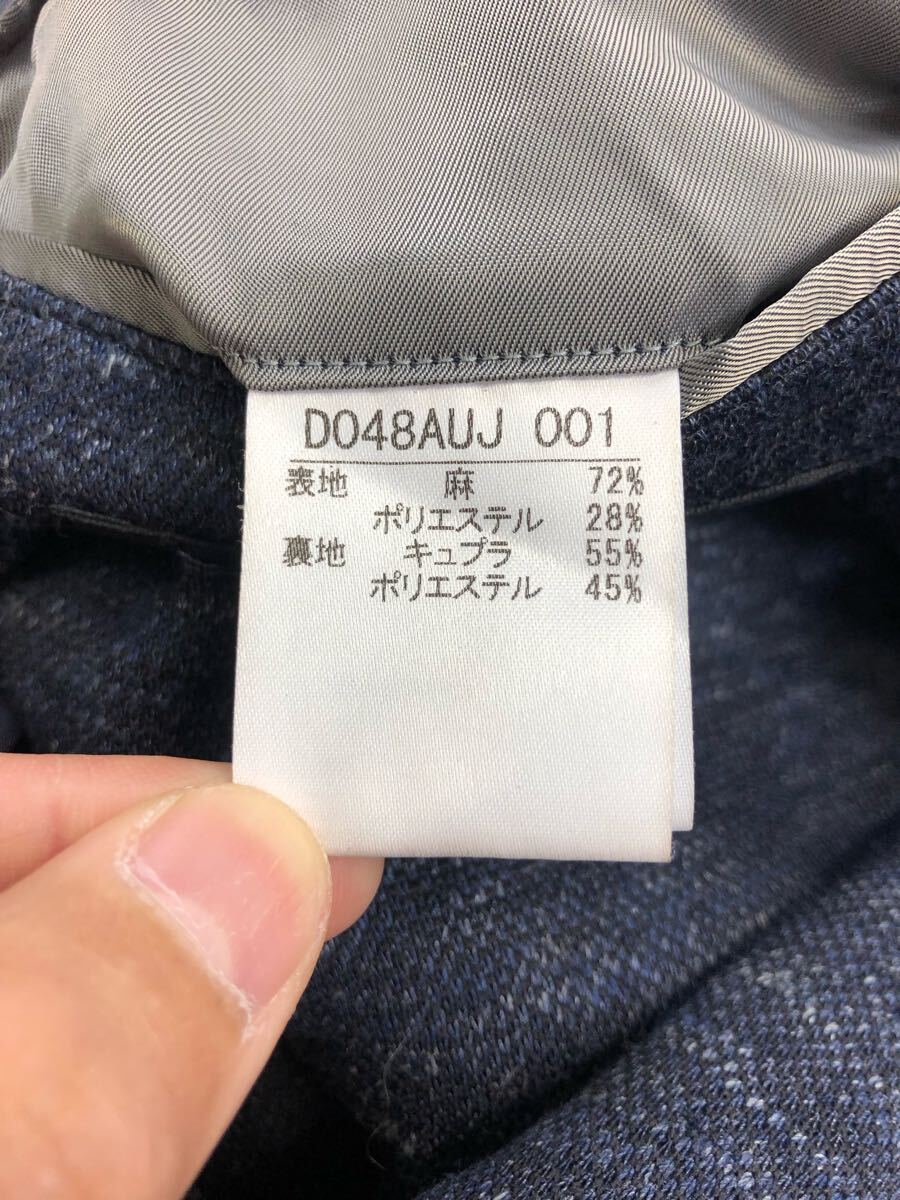 D048AUJ 001
表地 麻 72%
ポリエステル 28%
裏地 キュプラ 55%
ポリエステル 45%